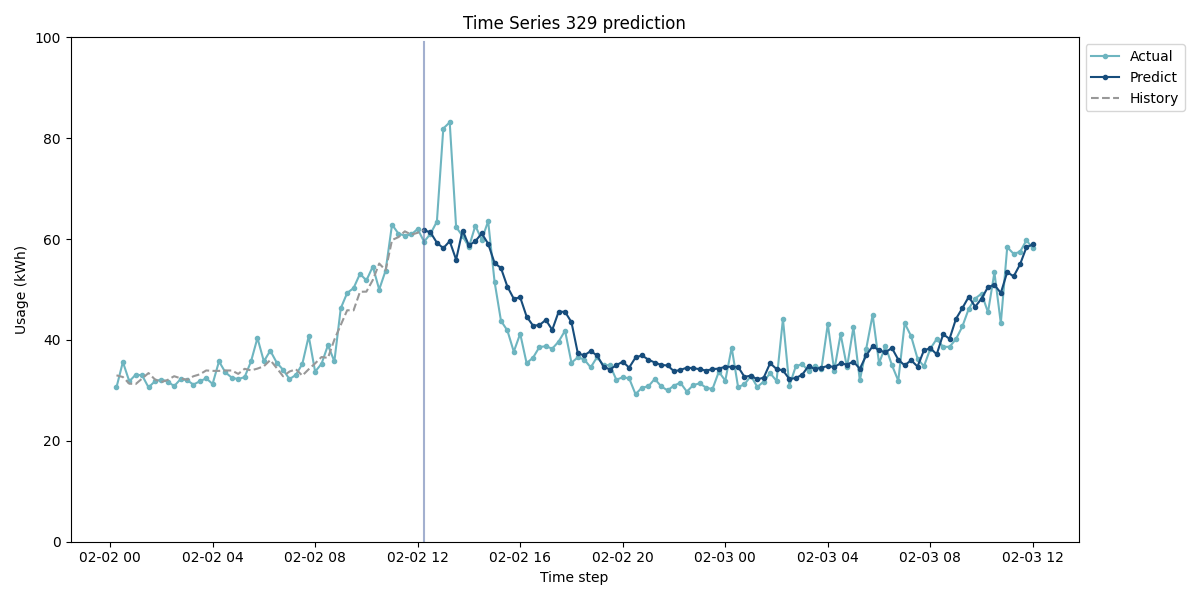 Time Series 329 prediction
100
80
60
40
20
0
Usage (kWh)
02-02 00
02-02 04
02-02 08
02-02 12
02-02 16
02-02 20
02-03 00
02-03 04
02-03 08
02-03 12
Time step
Actual
Predict
History